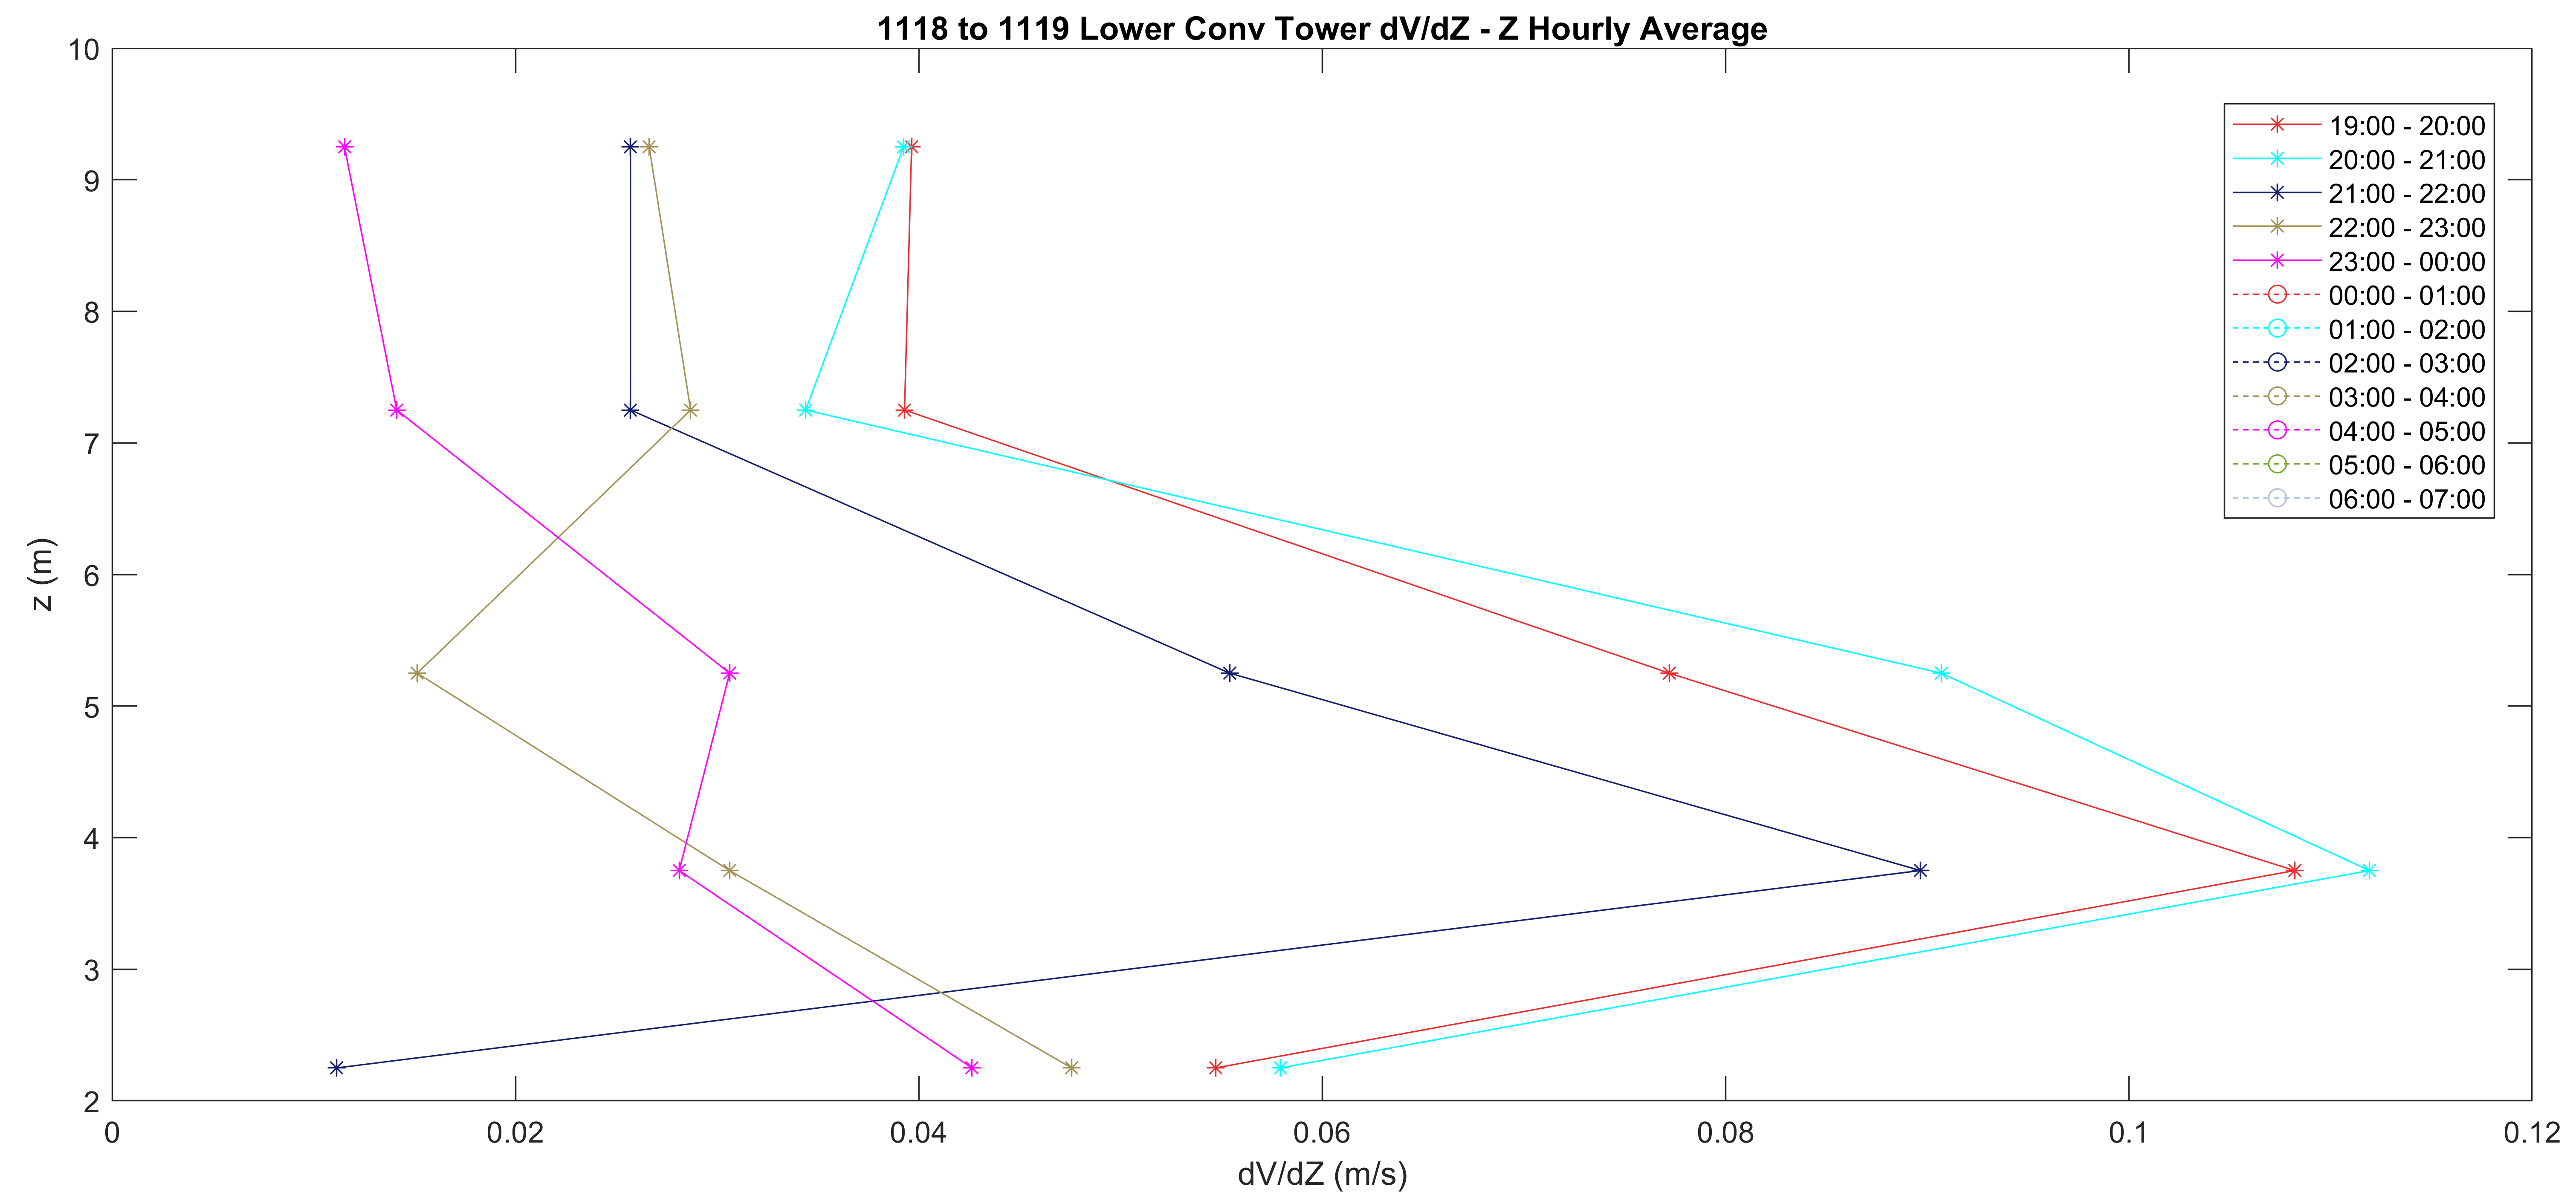 1118 to 1119 Lower Conv Tower dV/dZ - Z Hourly Average
10
9
8
7
6
5
4
3
2
z (m)
19:00 - 20:00
20:00 - 21:00
21:00 - 22:00
22:00 - 23:00
23:00 - 00:00
00:00 - 01:00
01:00 - 02:00
02:00 - 03:00
03:00 - 04:00
04:00 - 05:00
05:00 - 06:00
06:00 - 07:00
0 0.02 0.04 0.06 0.08 0.1 0.12
dV/dZ (m/s)